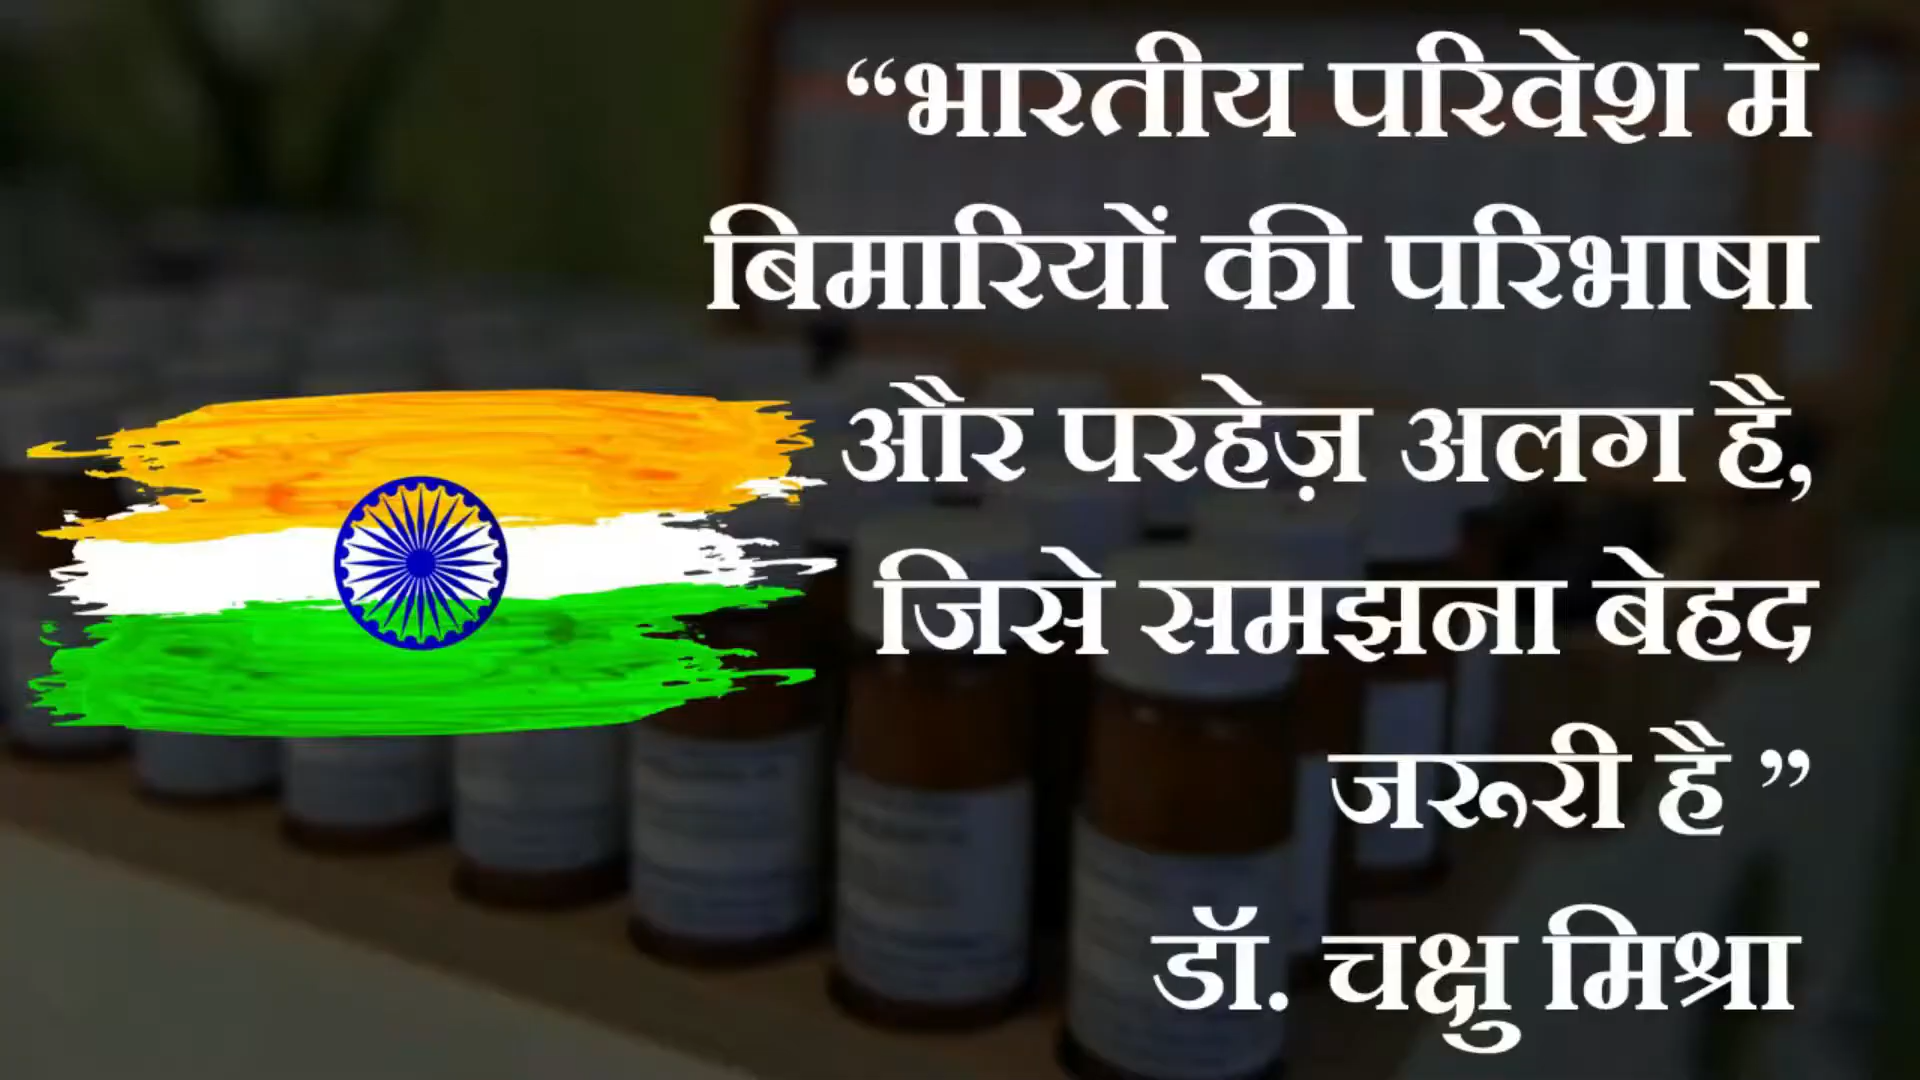 “भारतीय परिवेश में
बिमारियों की परिभाषा
और परहेज़ अलग है,
जिसे समझना बेहद
जरूरी है ”
डॉ. चक्षु मिश्रा